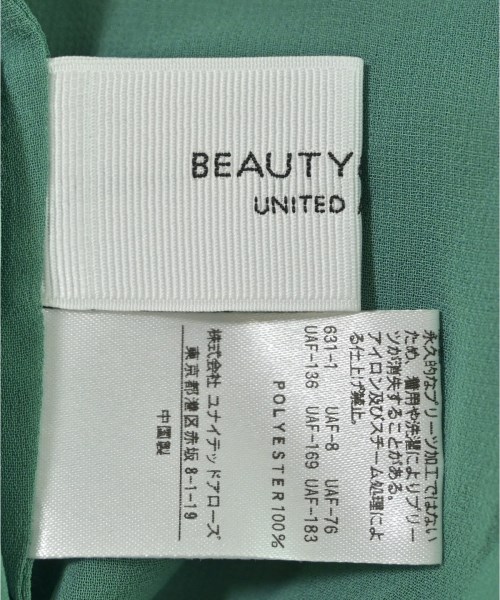 BEAUTY
UNITED
永久的なプリーツ加工ではない
ため、着用や洗濯によりプリー
ツが消失することがある。
アイロン及びスチーム処理によ
る仕上げ禁止。
631-1 UAF-8 UAF-76
UAF-136 UAF-169 UAF-183
POLYESTER100%
株式会社 ユナイテッドアローズ
東京都港区赤坂 8-1-19
中国製